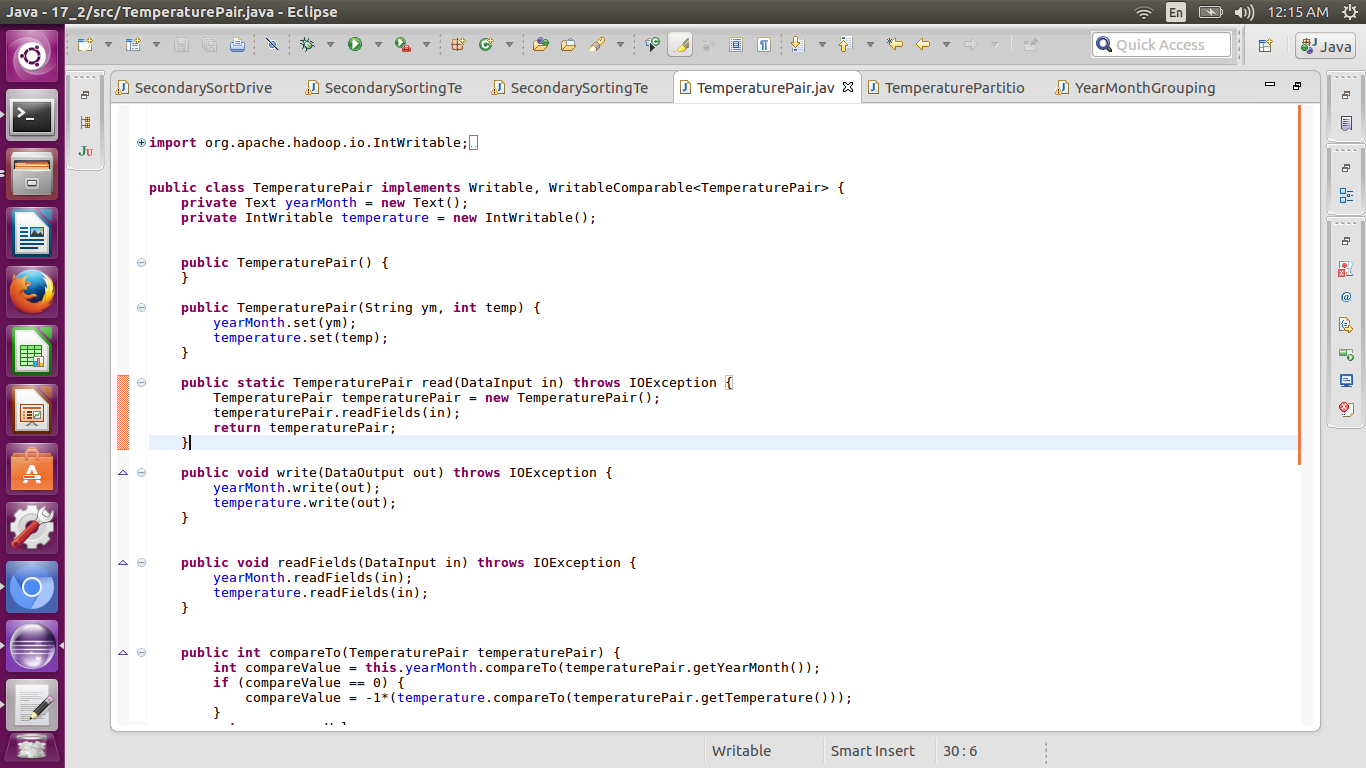 Java - 17_2/src/TemperaturePair.java - Eclipse
En
12:15 AM
Quick Access
Java
SecondarySortDrive
SecondarySortingTe
SecondarySortingTe
TemperaturePair.jav
TemperaturePartitio
YearMonthGrouping
import org.apache.hadoop.io.IntWritable;
public class TemperaturePair implements Writable, WritableComparable<TemperaturePair> {
private Text yearMonth = new Text();
private IntWritable temperature = new IntWritable();
public TemperaturePair() {
}
public TemperaturePair(String ym, int temp) {
yearMonth.set(ym);
temperature.set(temp);
}
public static TemperaturePair read(DataInput in) throws IOException {
TemperaturePair temperaturePair = new TemperaturePair();
temperaturePair.readFields(in);
return temperaturePair;
}
public void write(DataOutput out) throws IOException {
yearMonth.write(out);
temperature.write(out);
}
public void readFields(DataInput in) throws IOException {
yearMonth.readFields(in);
temperature.readFields(in);
}
public int compareTo(TemperaturePair temperaturePair) {
int compareValue = this.yearMonth.compareTo(temperaturePair.getYearMonth());
if (compareValue == 0) {
compareValue = -1*(temperature.compareTo(temperaturePair.getTemperature()));
}
Writable
Smart Insert
30 : 6